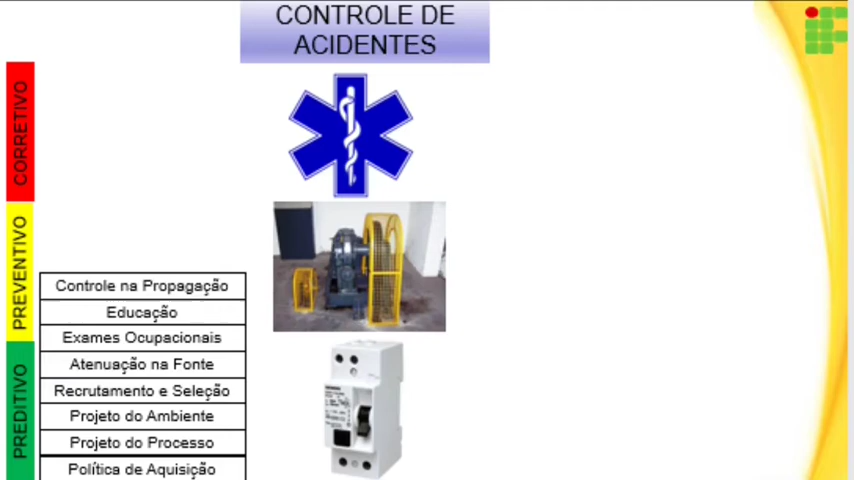 CONTROLE DE
ACIDENTES
CORRETIVO
PREVENTIVO
PREDITIVO
Controle na Propagação
Educação
Exames Ocupacionais
Atenuação na Fonte
Recrutamento e Seleção
Projeto do Ambiente
Projeto do Processo
Política de Aquisição